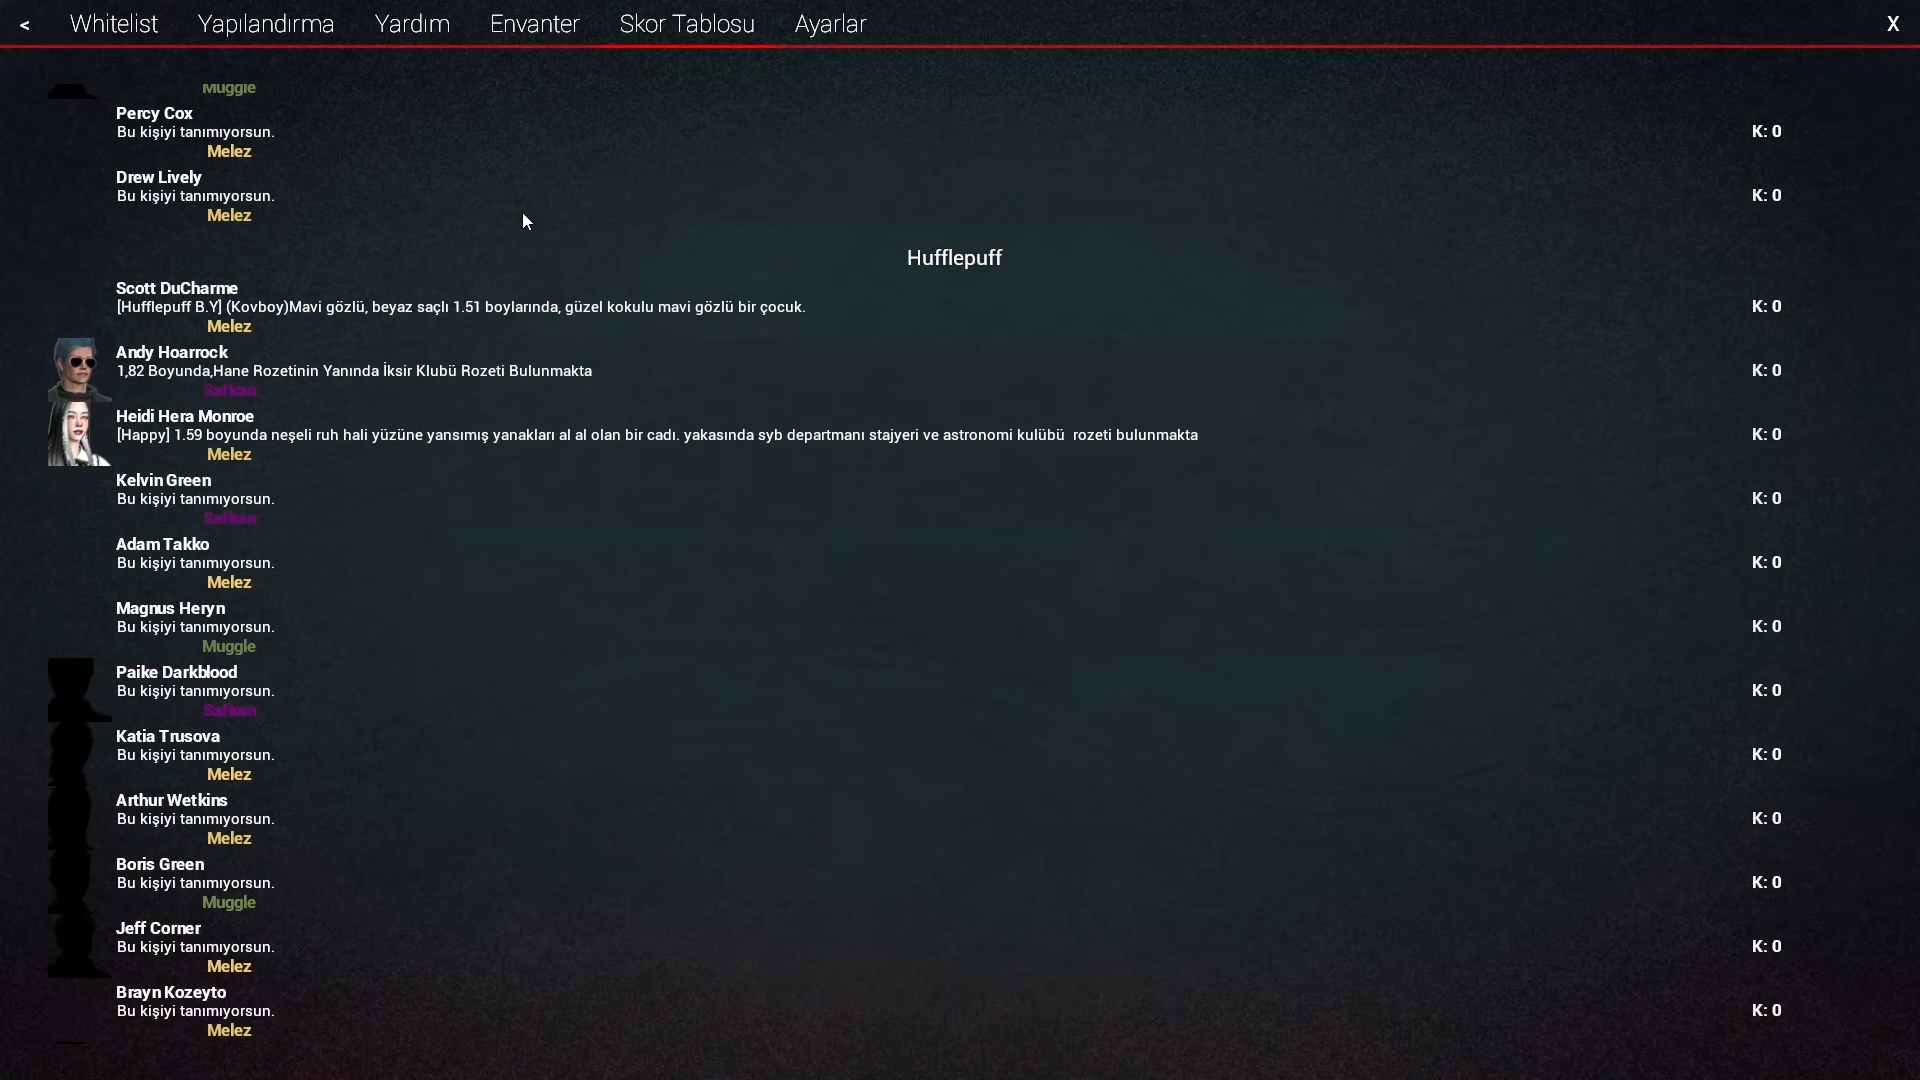 < Whitelist Yapılandırma Yardım Envanter Skor Tablosu Ayarlar X
Muggle
Percy Cox
Bu kişiyi tanımıyorsun. K: 0
Melez
Drew Lively
Bu kişiyi tanımıyorsun. K: 0
Melez
Hufflepuff
Scott DuCharme
[Hufflepuff B.Y] (Kovboy)Mavi gözlü, beyaz saçlı 1.51 boylarında, güzel kokulu mavi gözlü bir çocuk. K: 0
Melez
Andy Hoarrock
1,82 Boyunda,Hane Rozetinin Yanında İksir Klubü Rozeti Bulunmakta K: 0
Safkan
Heidi Hera Monroe
[Happy] 1.59 boyunda neşeli ruh hali yüzüne yansımış yanakları al al olan bir cadı. yakasında syb departmanı stajyeri ve astronomi kulübü  rozeti bulunmakta K: 0
Melez
Kelvin Green
Bu kişiyi tanımıyorsun. K: 0
Safkan
Adam Takko
Bu kişiyi tanımıyorsun. K: 0
Melez
Magnus Heryn
Bu kişiyi tanımıyorsun. K: 0
Muggle
Paike Darkblood
Bu kişiyi tanımıyorsun. K: 0
Safkan
Katia Trusova
Bu kişiyi tanımıyorsun. K: 0
Melez
Arthur Wetkins
Bu kişiyi tanımıyorsun. K: 0
Melez
Boris Green
Bu kişiyi tanımıyorsun. K: 0
Muggle
Jeff Corner
Bu kişiyi tanımıyorsun. K: 0
Melez
Brayn Kozeyto
Bu kişiyi tanımıyorsun. K: 0
Melez